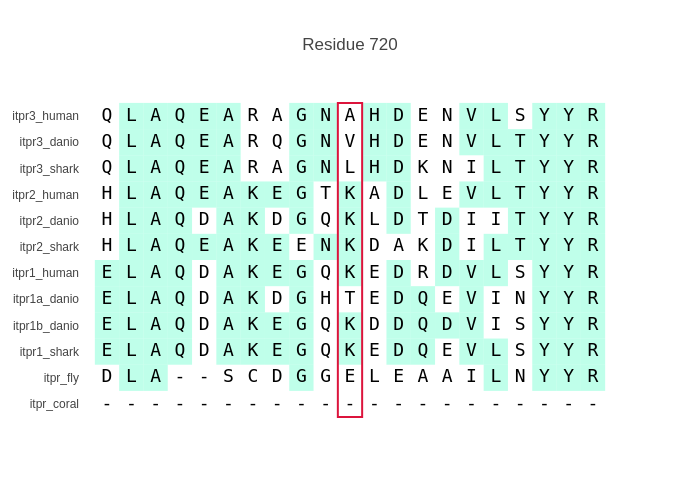 Residue 720
itpr3_human Q L A Q E A R A G N A H D E N V L S Y Y R
itpr3_danio Q L A Q E A R Q G N V H D E N V L T Y Y R
itpr3_shark Q L A Q E A R A G N L H D K N I L T Y Y R
itpr2_human H L A Q E A K E G T K A D L E V L T Y Y R
itpr2_danio H L A Q D A K D G Q K L D T D I I T Y Y R
itpr2_shark H L A Q E A K E E N K D A K D I L T Y Y R
itpr1_human E L A Q D A K E G Q K E D R D V L S Y Y R
itpr1a_danio E L A Q D A K D G H T E D Q E V I N Y Y R
itpr1b_danio E L A Q D A K E G Q K D D Q D V I S Y Y R
itpr1_shark E L A Q D A K E G Q K E D Q E V L S Y Y R
itpr_fly D L A - - S C D G G E L E A A I L N Y Y R
itpr_coral - - - - - - - - - - - - - - - - - - - - -